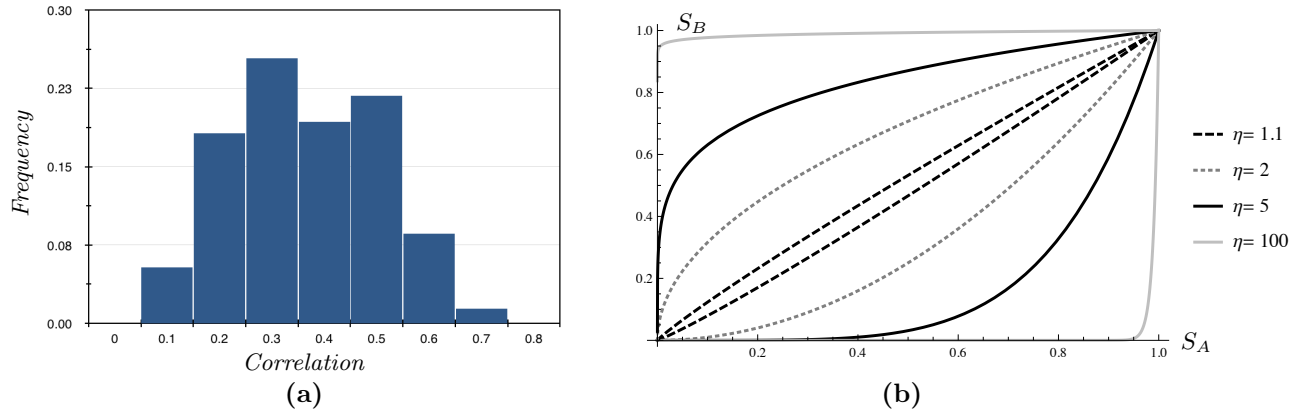 0.30
0.23
0.15
0.08
0.00
Frequency
0 0.1 0.2 0.3 0.4 0.5 0.6 0.7 0.8
Correlation
(a)
S_B
1.0
0.8
0.6
0.4
0.2
0.2 0.4 0.6 0.8 1.0
S_A
η= 1.1
η= 2
η= 5
η= 100
(b)